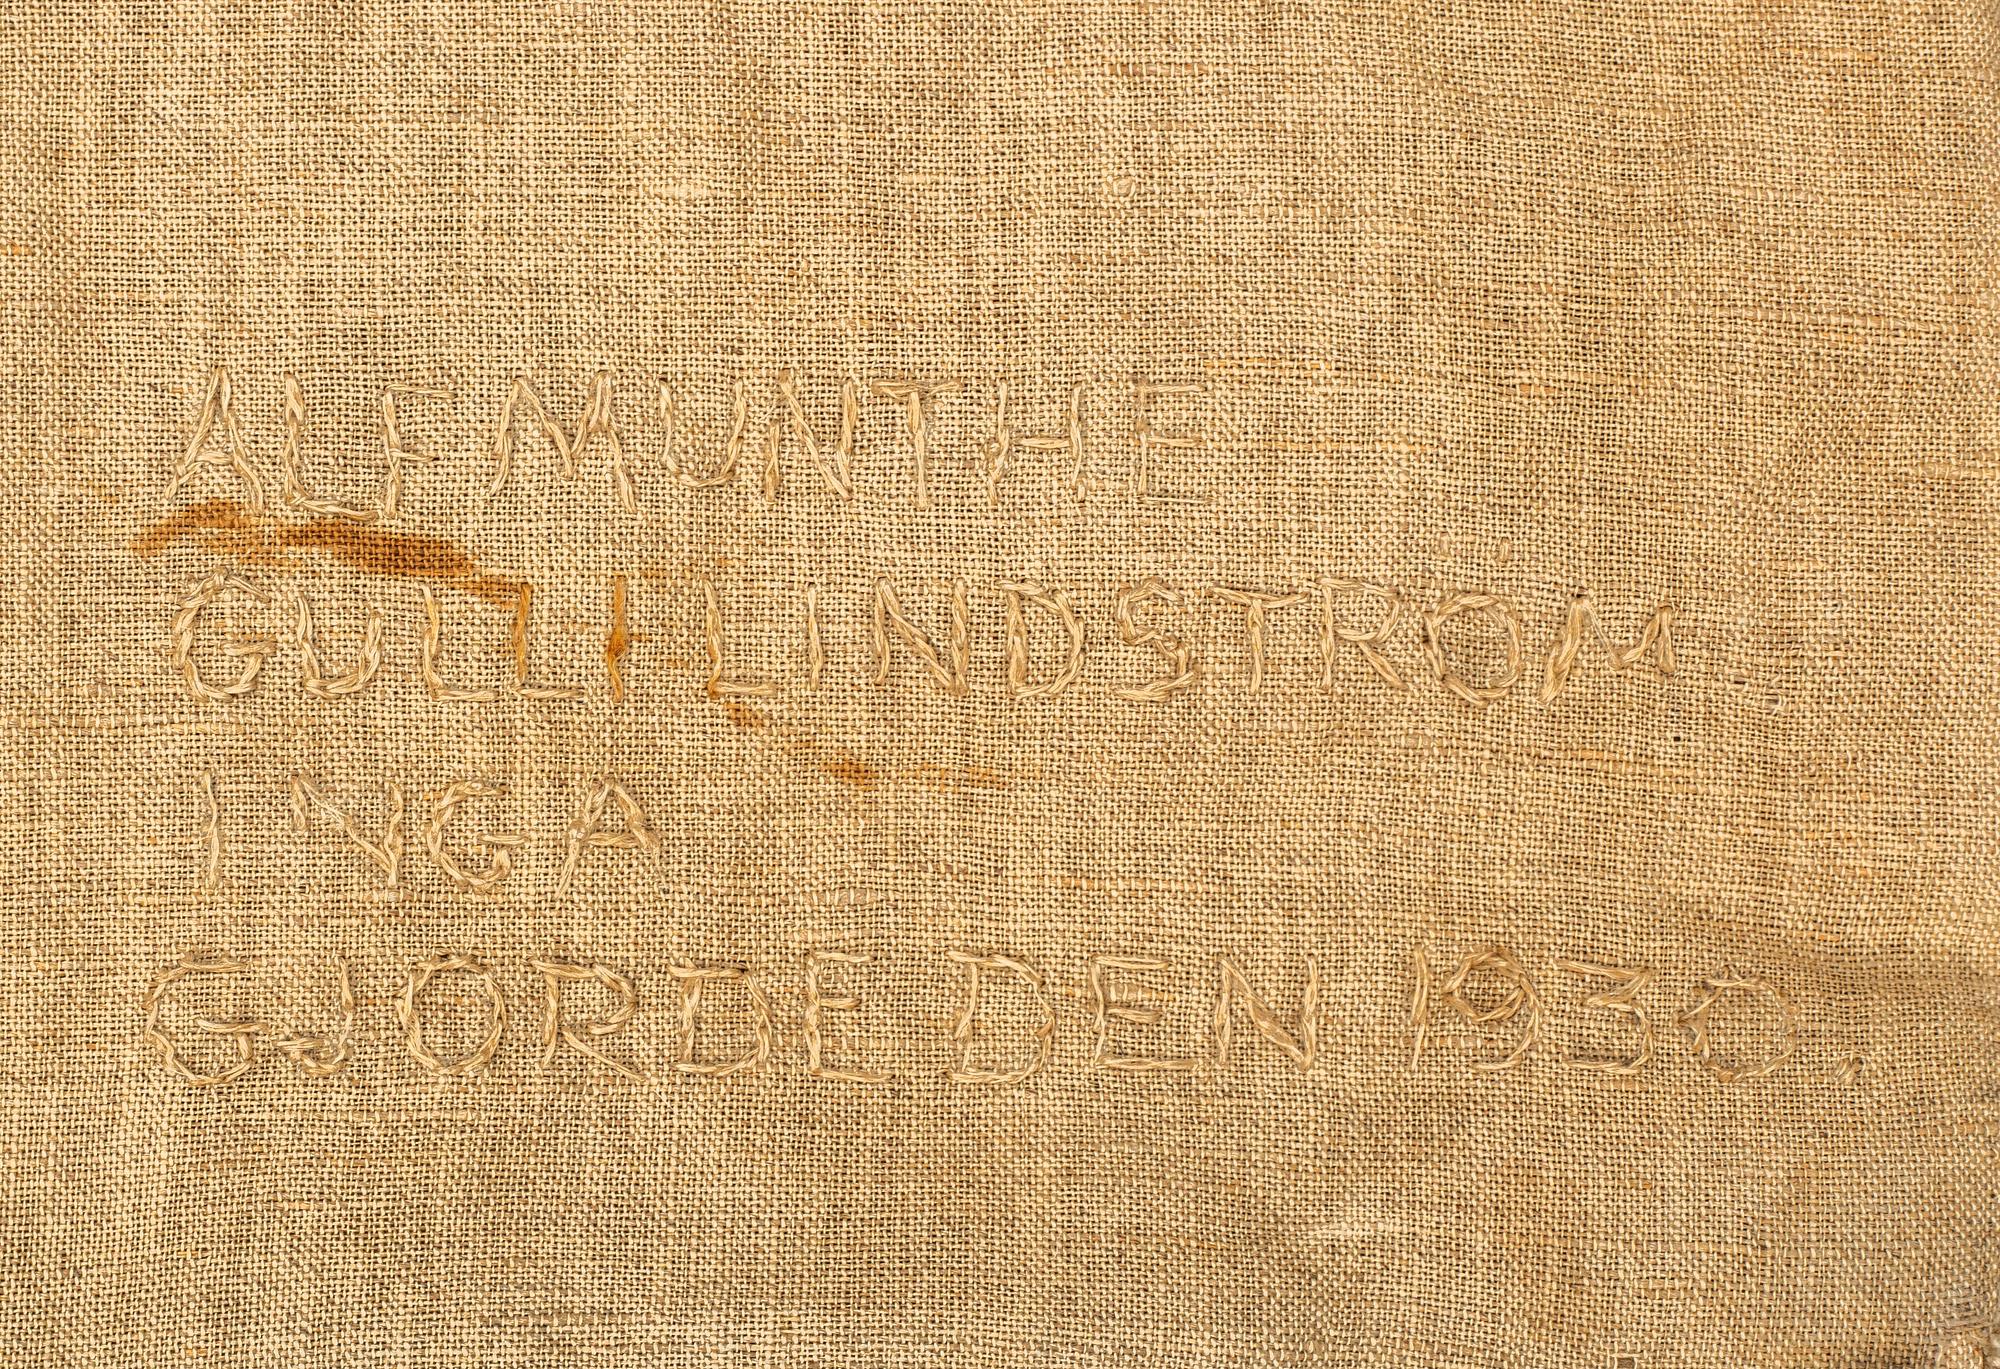 ALF MUNTHE
GULLI LINDSTRÖM.
INGA
GJORDE DEN 1930.